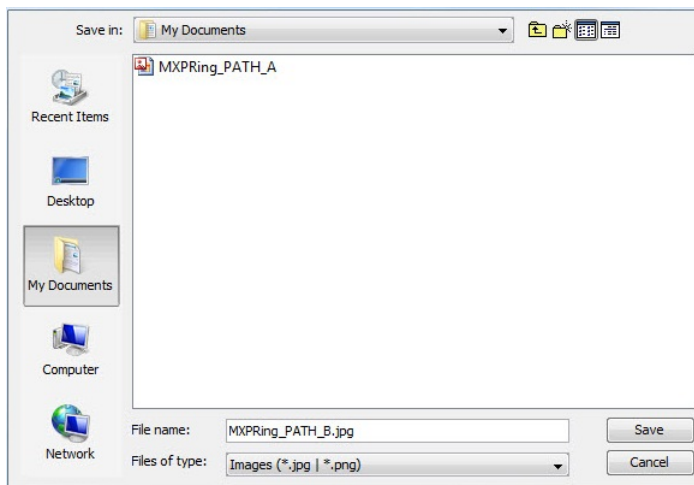 Save in: My Documents
MXPRing_PATH_A
Recent Items
Desktop
My Documents
Computer
Network
File name: MXPRing_PATH_B.jpg Save
Files of type: Images (*.jpg | *.png) Cancel